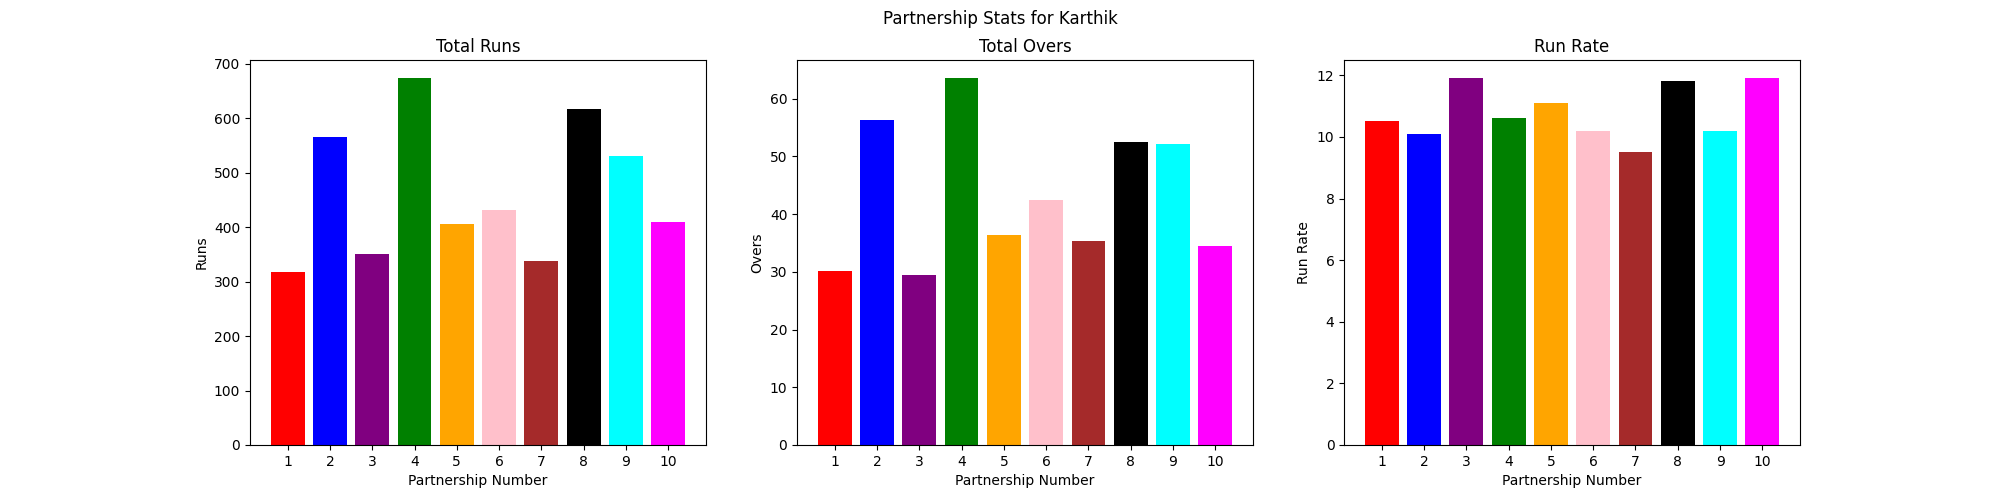 Partnership Stats for Karthik
Total Runs
700
600
500
400
300
200
100
0
Runs
1 2 3 4 5 6 7 8 9 10
Partnership Number
Total Overs
60
50
40
30
20
10
0
Overs
1 2 3 4 5 6 7 8 9 10
Partnership Number
Run Rate
12
10
8
6
4
2
0
Run Rate
1 2 3 4 5 6 7 8 9 10
Partnership Number